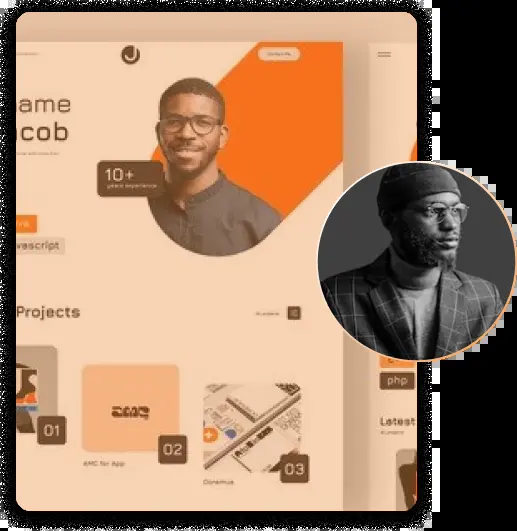 ame
cob
10+
years experience
vascript
Projects
01
02
03
AMC for App
php
Latest